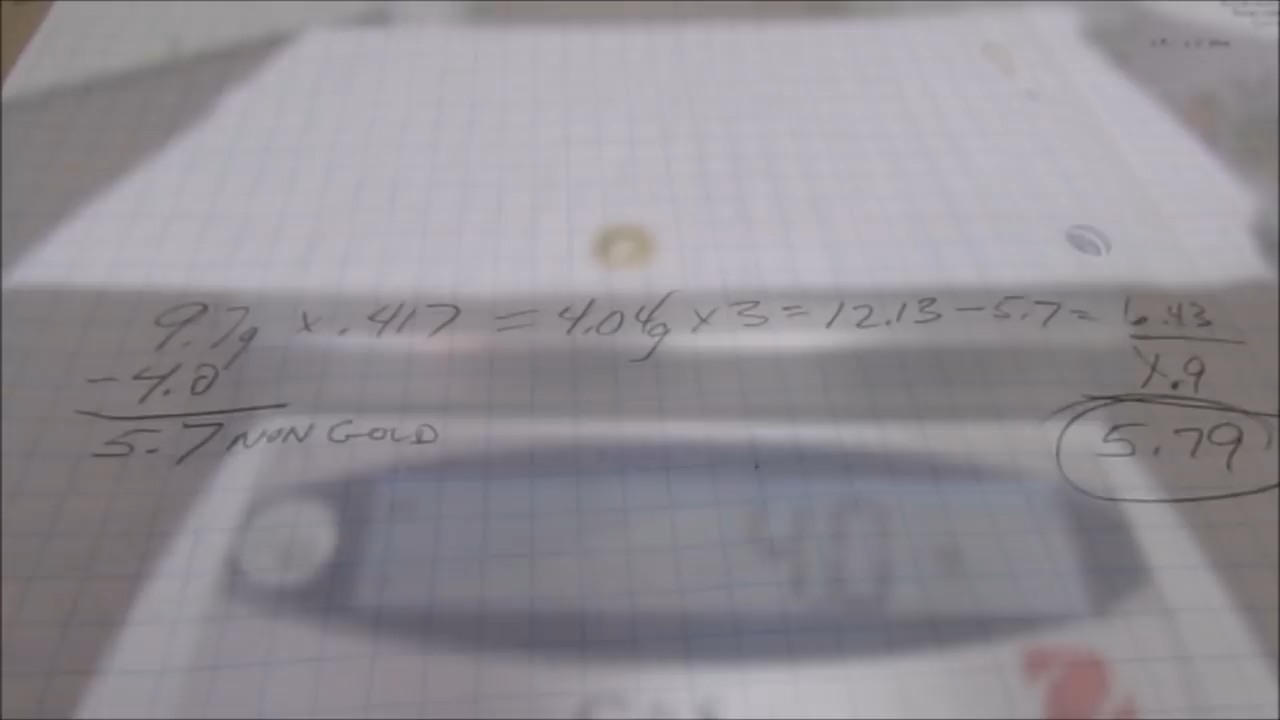 9.7g x .417 = 4.04g x 3 = 12.13 - 5.7 = 6.43
- 4.0
x .9
5.7 NON GOLD
5.79
40